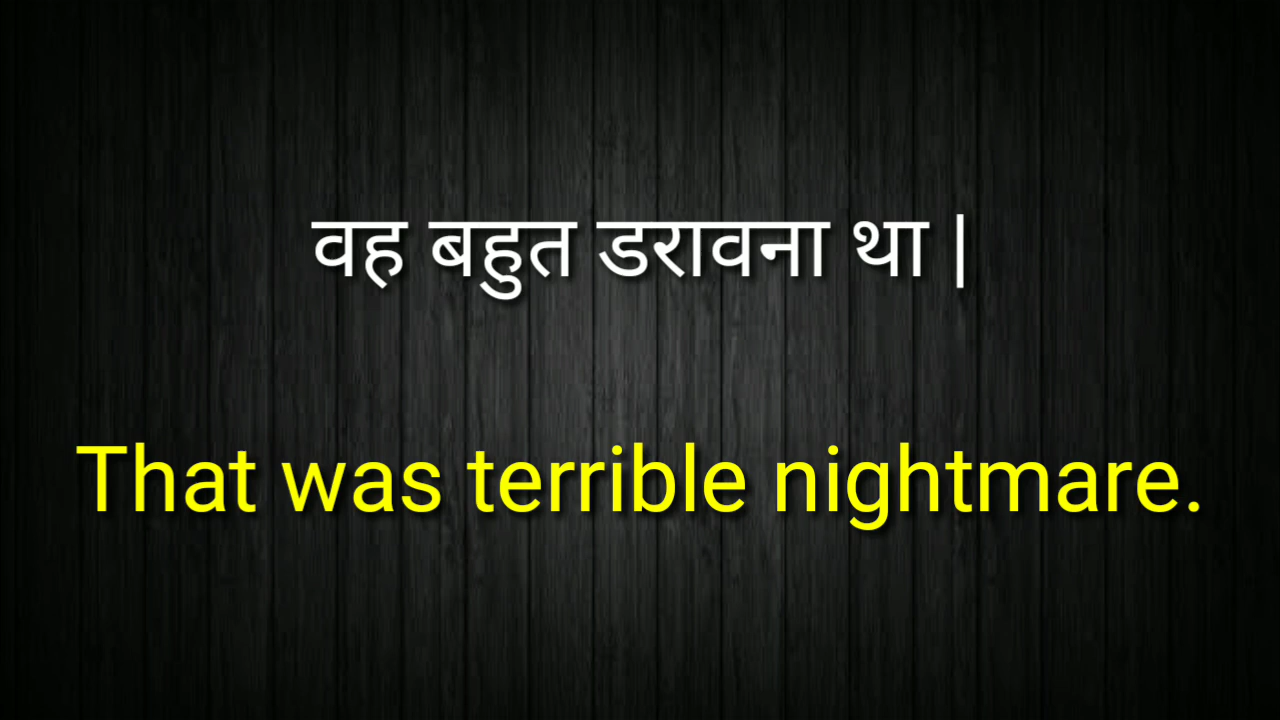 वह बहुत डरावना था |
That was terrible nightmare.